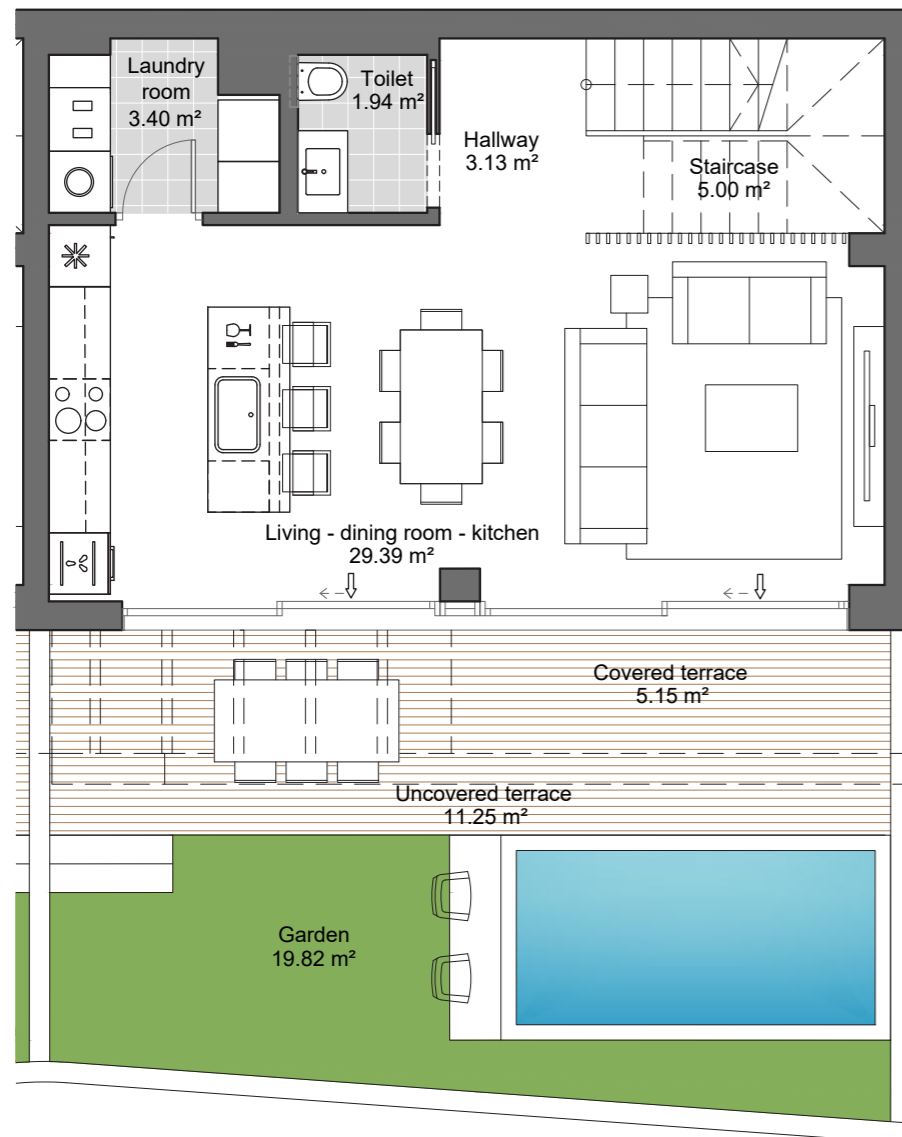 Laundry
room
3.40 m²
Toilet
1.94 m²
Hallway
3.13 m²
Staircase
5.00 m²
Living - dining room - kitchen
29.39 m²
Covered terrace
5.15 m²
Uncovered terrace
11.25 m²
Garden
19.82 m²